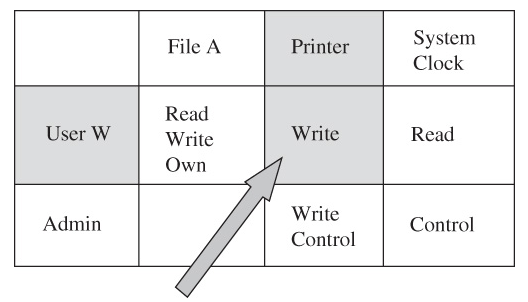 File A
Printer
System
Clock
User W
Read
Write
Own
Write
Read
Admin
Write
Control
Control